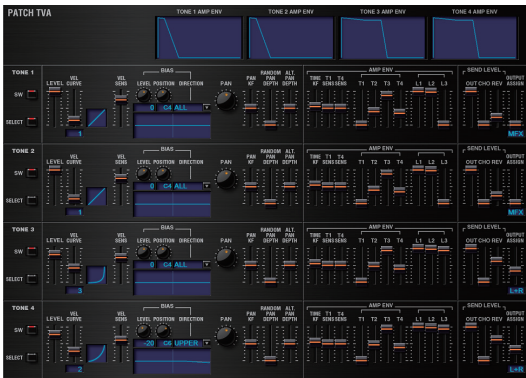 PATCH TVA
TONE 1 AMP ENV TONE 2 AMP ENV TONE 3 AMP ENV TONE 4 AMP ENV
TONE 1
SW
SELECT
LEVEL VEL CURVE VEL SENS
1
BIAS
LEVEL POSITION DIRECTION
0 C4 ALL
PAN
PAN KF RANDOM PAN DEPTH ALT. PAN DEPTH
AMP ENV
TIME KF T1 SENS T4 SENS T1 T2 T3 T4 L1 L2 L3
SEND LEVEL
OUT CHO REV OUTPUT ASSIGN
MFX
TONE 2
SW
SELECT
LEVEL VEL CURVE VEL SENS
1
BIAS
LEVEL POSITION DIRECTION
0 C4 ALL
PAN
PAN KF RANDOM PAN DEPTH ALT. PAN DEPTH
AMP ENV
TIME KF T1 SENS T4 SENS T1 T2 T3 T4 L1 L2 L3
SEND LEVEL
OUT CHO REV OUTPUT ASSIGN
MFX
TONE 3
SW
SELECT
LEVEL VEL CURVE VEL SENS
3
BIAS
LEVEL POSITION DIRECTION
0 C4 ALL
PAN
PAN KF RANDOM PAN DEPTH ALT. PAN DEPTH
AMP ENV
TIME KF T1 SENS T4 SENS T1 T2 T3 T4 L1 L2 L3
SEND LEVEL
OUT CHO REV OUTPUT ASSIGN
L+R
TONE 4
SW
SELECT
LEVEL VEL CURVE VEL SENS
2
BIAS
LEVEL POSITION DIRECTION
-20 C6 UPPER
PAN
PAN KF RANDOM PAN DEPTH ALT. PAN DEPTH
AMP ENV
TIME KF T1 SENS T4 SENS T1 T2 T3 T4 L1 L2 L3
SEND LEVEL
OUT CHO REV OUTPUT ASSIGN
L+R